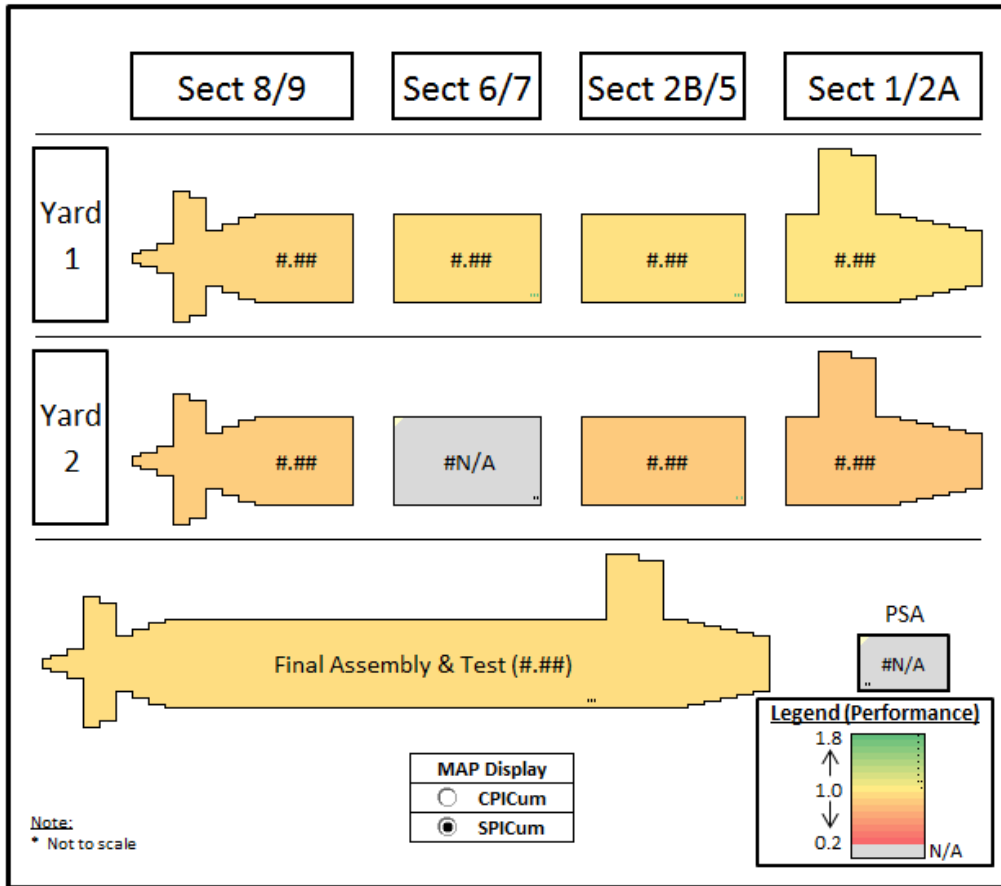 Sect 8/9
Sect 6/7
Sect 2B/5
Sect 1/2A
Yard
1
#.##
#.##
#.##
#.##
Yard
2
#.##
#N/A
#.##
#.##
Final Assembly & Test (#.##)
PSA
#N/A
Legend (Performance)
1.8
1.0
0.2
N/A
MAP Display
CPICum
SPICum
Note:
* Not to scale